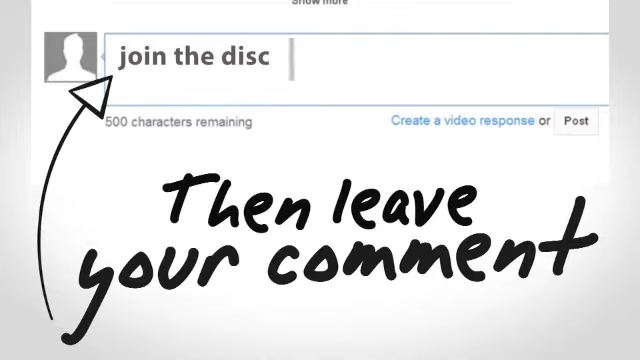 Show more
join the disc
500 characters remaining
Create a video response or Post
Then leave
your comment